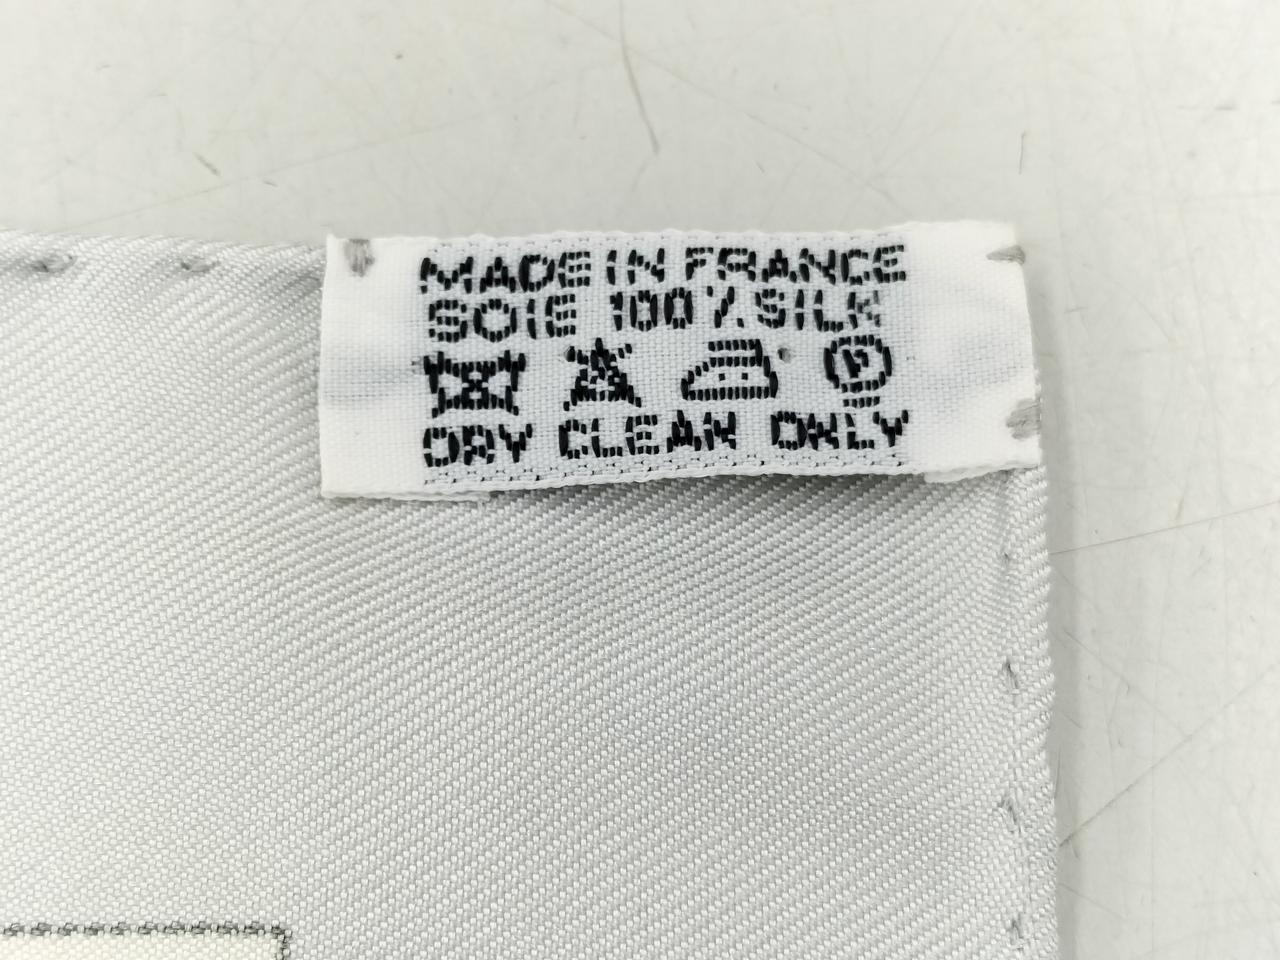 MADE IN FRANCE
SOIE 100% SILK
P
DRY CLEAN ONLY